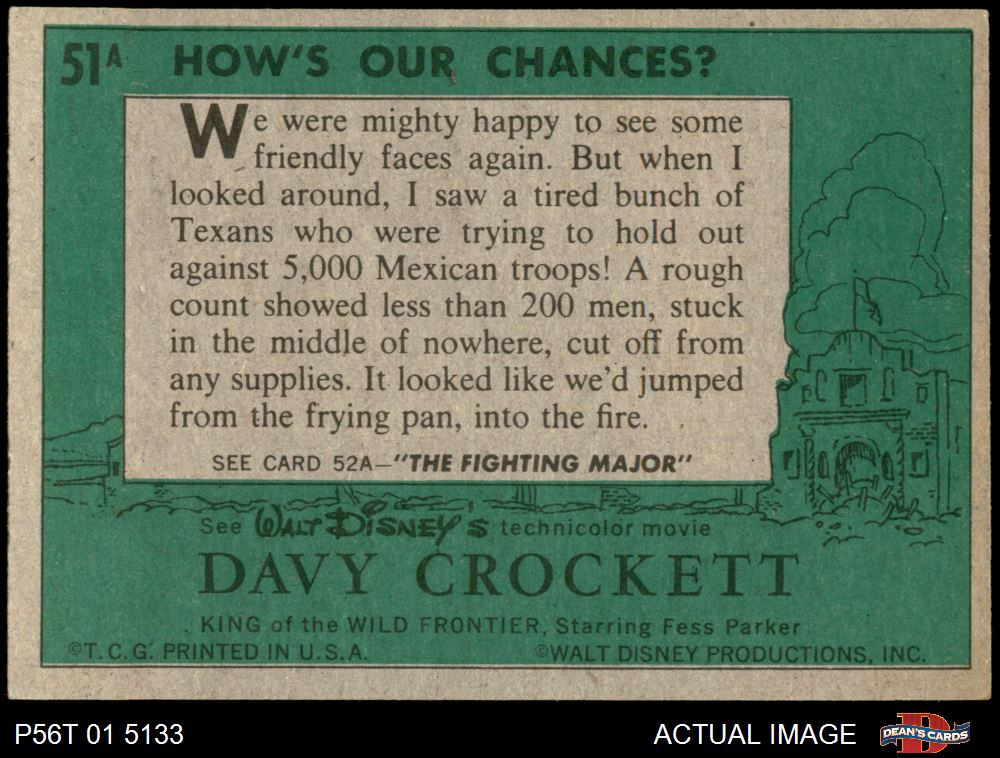 51A HOW'S OUR CHANCES?
We were mighty happy to see some
friendly faces again. But when I
looked around, I saw a tired bunch of
Texans who were trying to hold out
against 5,000 Mexican troops! A rough
count showed less than 200 men, stuck
in the middle of nowhere, cut off from
any supplies. It looked like we'd jumped
from the frying pan, into the fire.
SEE CARD 52A—"THE FIGHTING MAJOR"
See WALT DISNEY'S technicolor movie
DAVY CROCKETT
KING of the WILD FRONTIER, Starring Fess Parker
©T.C.G. PRINTED IN U.S.A. ©WALT DISNEY PRODUCTIONS, INC.
P56T 01 5133 ACTUAL IMAGE DEAN'S CARDS